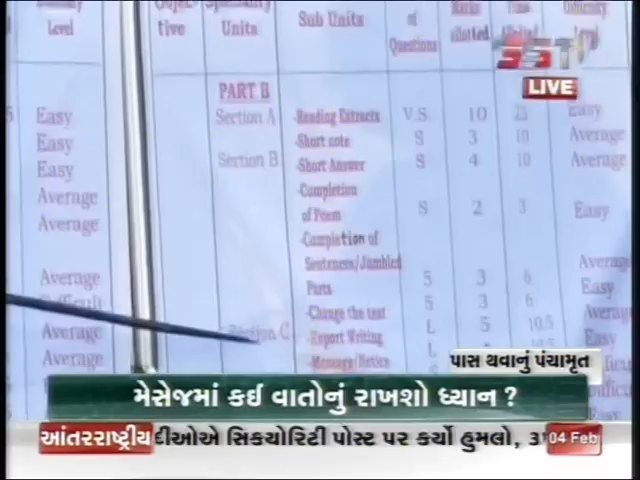 Level
Objec-
tive
Units
Sub Units
of
Questions
Marks
allotted
Difficulty
LIVE
PART B
Easy
Section A
-Reading Extracts
V.S.
10
Easy
Easy
-Short note
S
3
10
Average
Easy
Section B
-Short Answer
S
4
10
Average
Average
-Completion
of Poem
S
2
3
Easy
Average
-Completion of
Sentences/Jumbled
Average
Parts
S
3
6
Easy
Difficult
-Change the text
S
3
6
Average
Average
Section C
-Report Writing
L
5
10.5
Easy
Average
-Message/Notice
L
પાસ થવાનું પંચામૃત
મેસેજમાં કઈ વાતોનું રાખશો ધ્યાન ?
આંતરરાષ્ટ્રીય
દીઓએ સિક્યોરિટી પોસ્ટ પર કર્યો હુમલો,
04 Feb